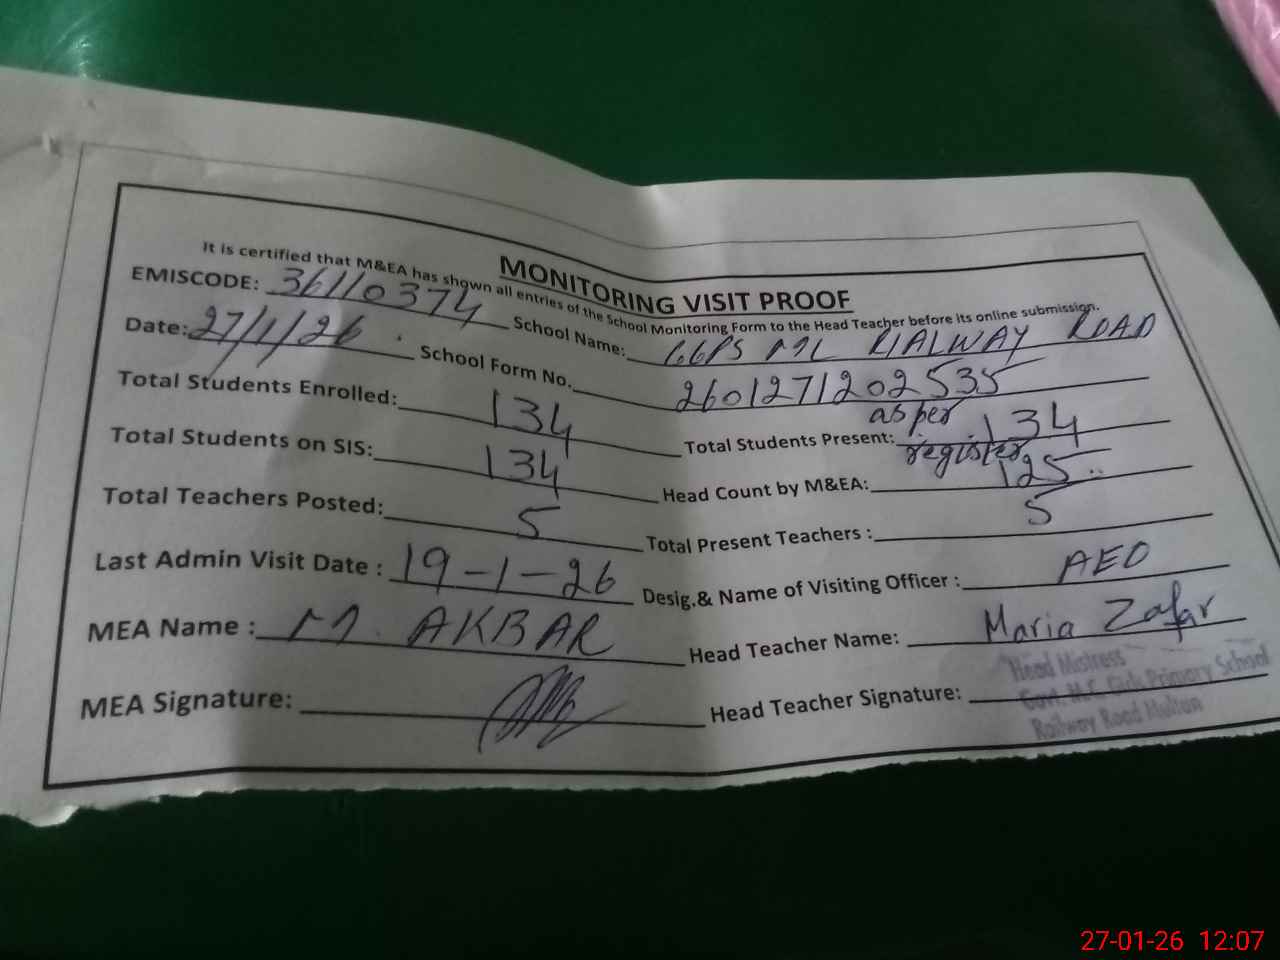 MONITORING VISIT PROOF
It is certified that M&EA has shown all entries of the School Monitoring Form to the Head Teacher before its online submission.
EMISCODE: 36110374 School Name: GGPS MC RIALWAY ROAD
Date: 27/1/26 School Form No. 2601271202535
Total Students Enrolled: 134 Total Students Present: as per register 134
Total Students on SIS: 134 Head Count by M&EA: 125
Total Teachers Posted: 5 Total Present Teachers : 5
Last Admin Visit Date : 19-1-26 Desig.& Name of Visiting Officer : AEO
MEA Name : M. AKBAR Head Teacher Name: Maria Zafar
MEA Signature: Head Teacher Signature:
Head Mistress
Govt. M.C. Girls Primary School
Railway Road Multan
27-01-26 12:07